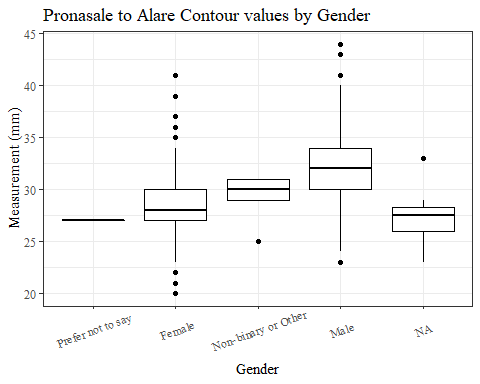 Pronasale to Alare Contour values by Gender
Measurement (mm)
45
40
35
30
25
20
Prefer not to say
Female
Non-binary or Other
Male
NA
Gender